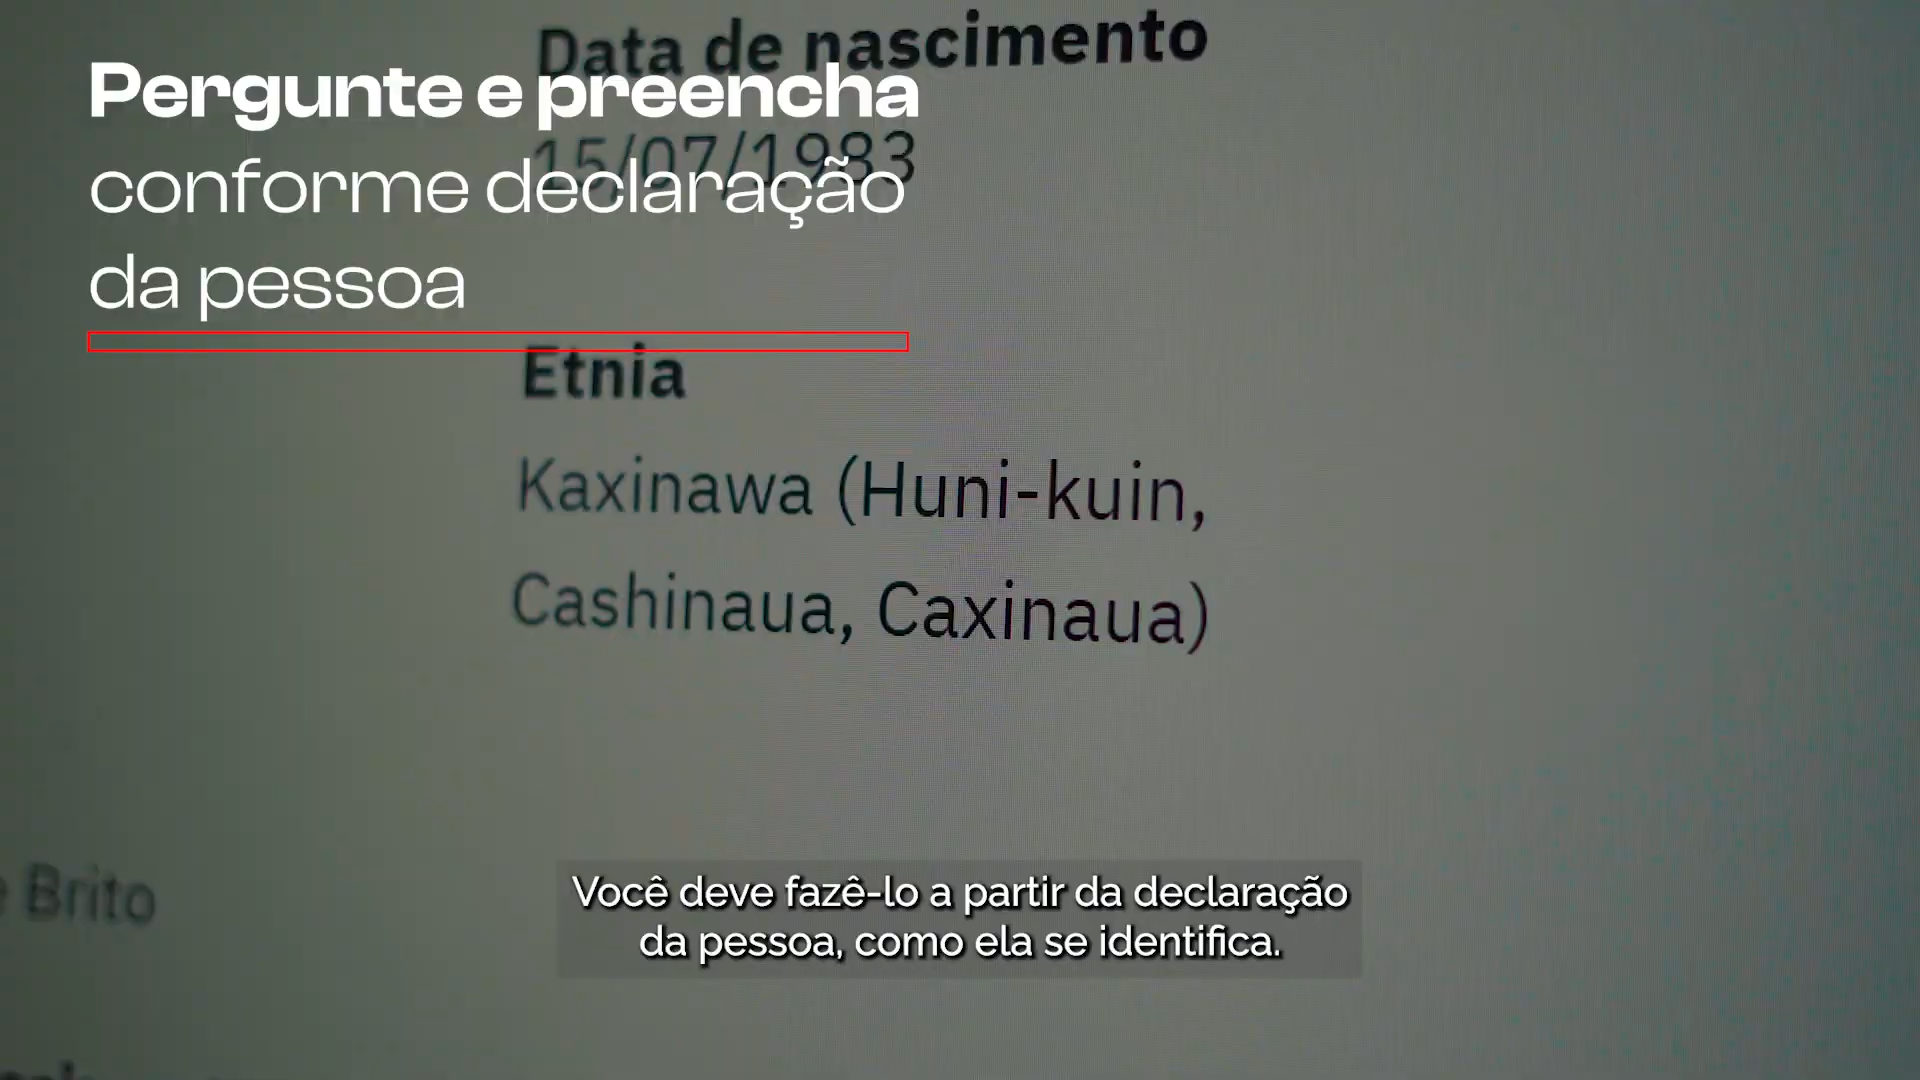 Data de nascimento
Pergunte e preencha
15/07/1983
conforme declaração
da pessoa
Etnia
Kaxinawa (Huni-kuin,
Cashinaua, Caxinaua)
Brito
Você deve fazê-lo a partir da declaração
da pessoa, como ela se identifica.